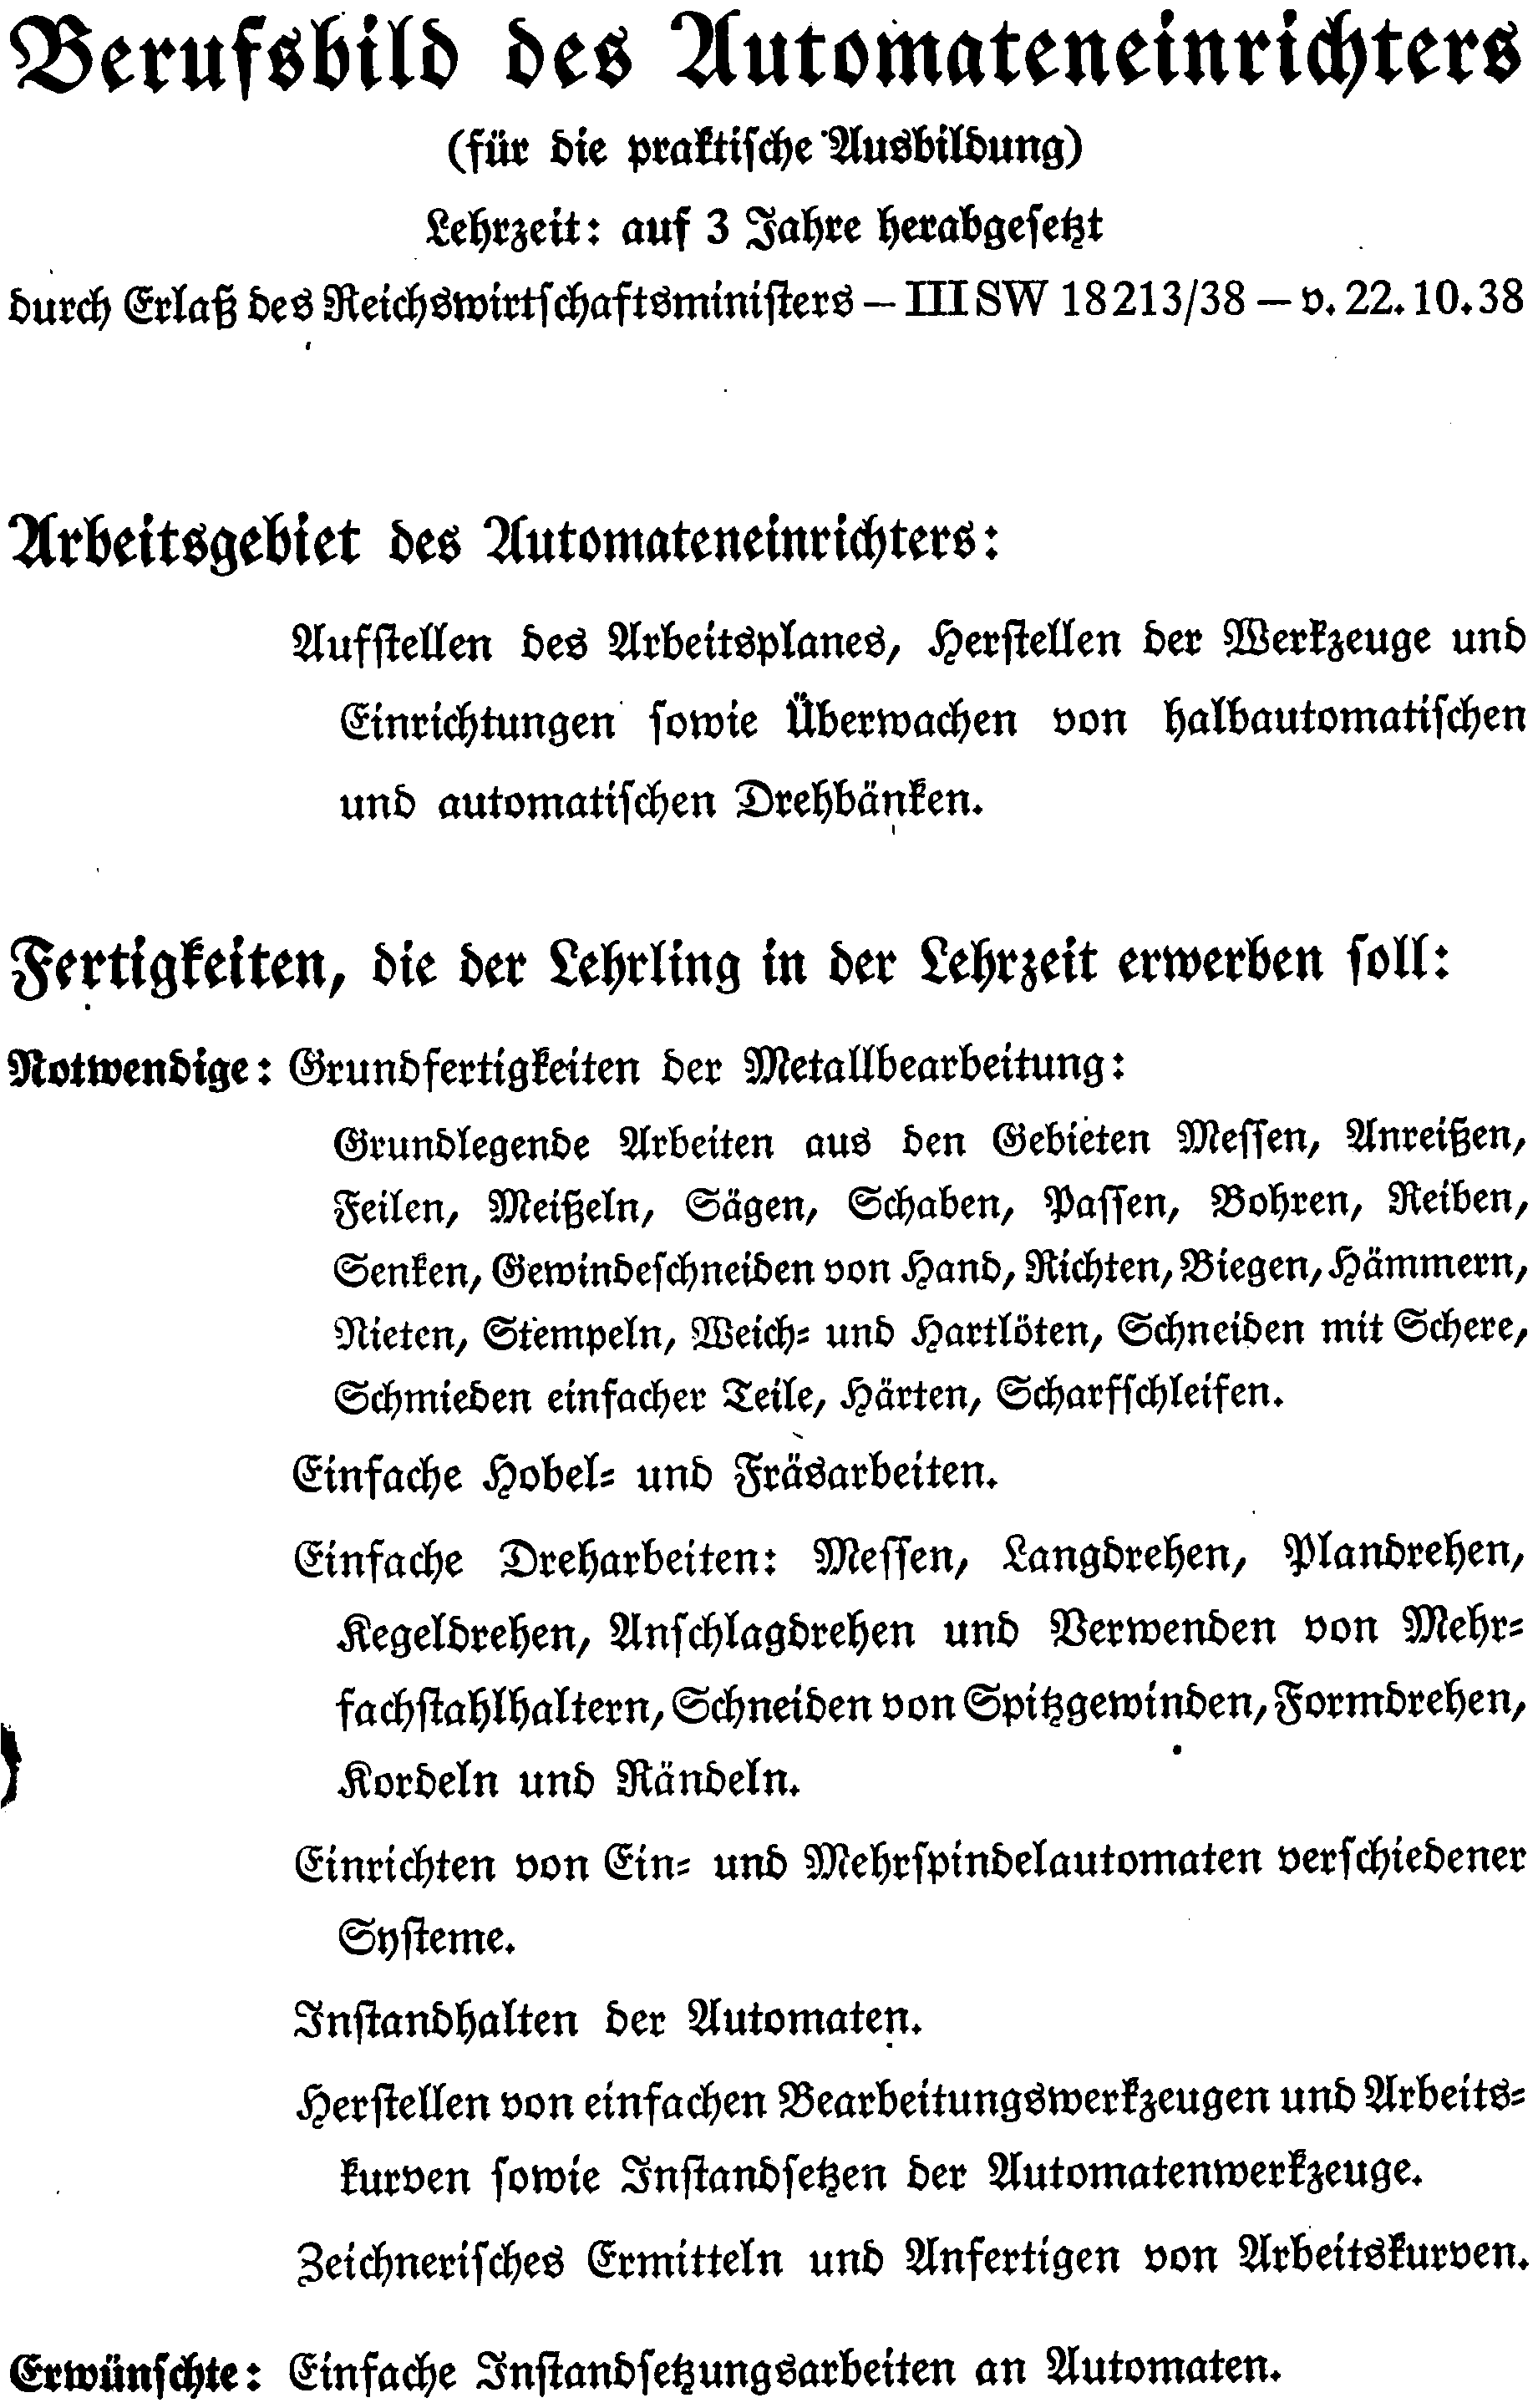 Berufsbild des Automateneinrichters
(für die praktische Ausbildung)
Lehrzeit: auf 3 Jahre herabgesetzt
durch Erlaß des Reichswirtschaftsministers – III SW 18213/38 – v. 22. 10. 38
Arbeitsgebiet des Automateneinrichters:
Aufstellen des Arbeitsplanes, Herstellen der Werkzeuge und
Einrichtungen sowie Überwachen von halbautomatischen
und automatischen Drehbänken.
Fertigkeiten, die der Lehrling in der Lehrzeit erwerben soll:
Notwendige: Grundfertigkeiten der Metallbearbeitung:
Grundlegende Arbeiten aus den Gebieten Messen, Anreißen,
Feilen, Meißeln, Sägen, Schaben, Passen, Bohren, Reiben,
Senken, Gewindeschneiden von Hand, Richten, Biegen, Hämmern,
Nieten, Stempeln, Weich- und Hartlöten, Schneiden mit Schere,
Schmieden einfacher Teile, Härten, Scharfschleifen.
Einfache Hobel- und Fräsarbeiten.
Einfache Dreharbeiten: Messen, Langdrehen, Plandrehen,
Kegeldrehen, Anschlagdrehen und Verwenden von Mehr-
fachstahlhaltern, Schneiden von Spitzgewinden, Formdrehen,
Kordeln und Rändeln.
Einrichten von Ein- und Mehrspindelautomaten verschiedener
Systeme.
Instandhalten der Automaten.
Herstellen von einfachen Bearbeitungswerkzeugen und Arbeits-
kurven sowie Instandsetzen der Automatenwerkzeuge.
Zeichnerisches Ermitteln und Anfertigen von Arbeitskurven.
Erwünschte: Einfache Instandsetzungsarbeiten an Automaten.